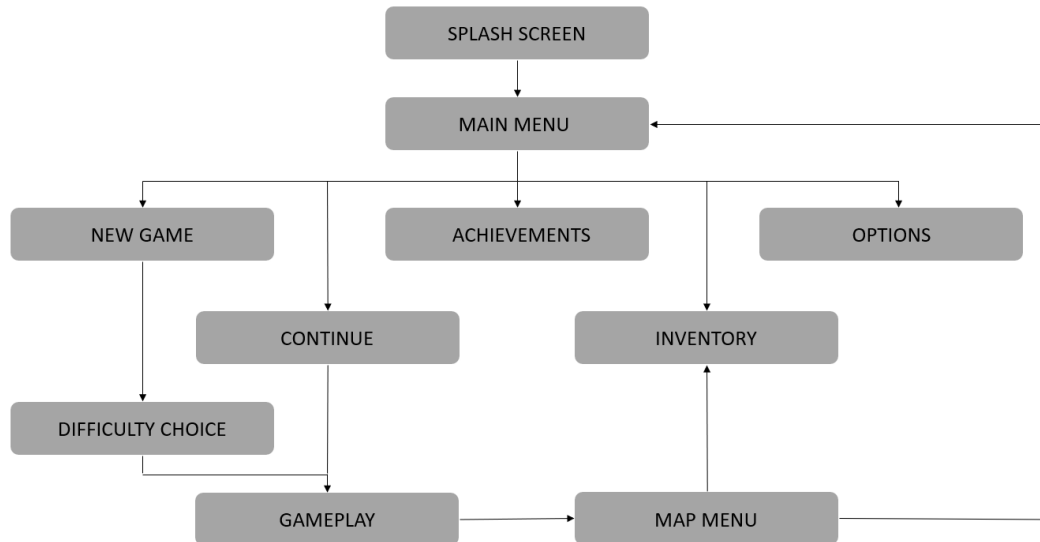 SPLASH SCREEN
MAIN MENU
NEW GAME
ACHIEVEMENTS
OPTIONS
CONTINUE
INVENTORY
DIFFICULTY CHOICE
GAMEPLAY
MAP MENU